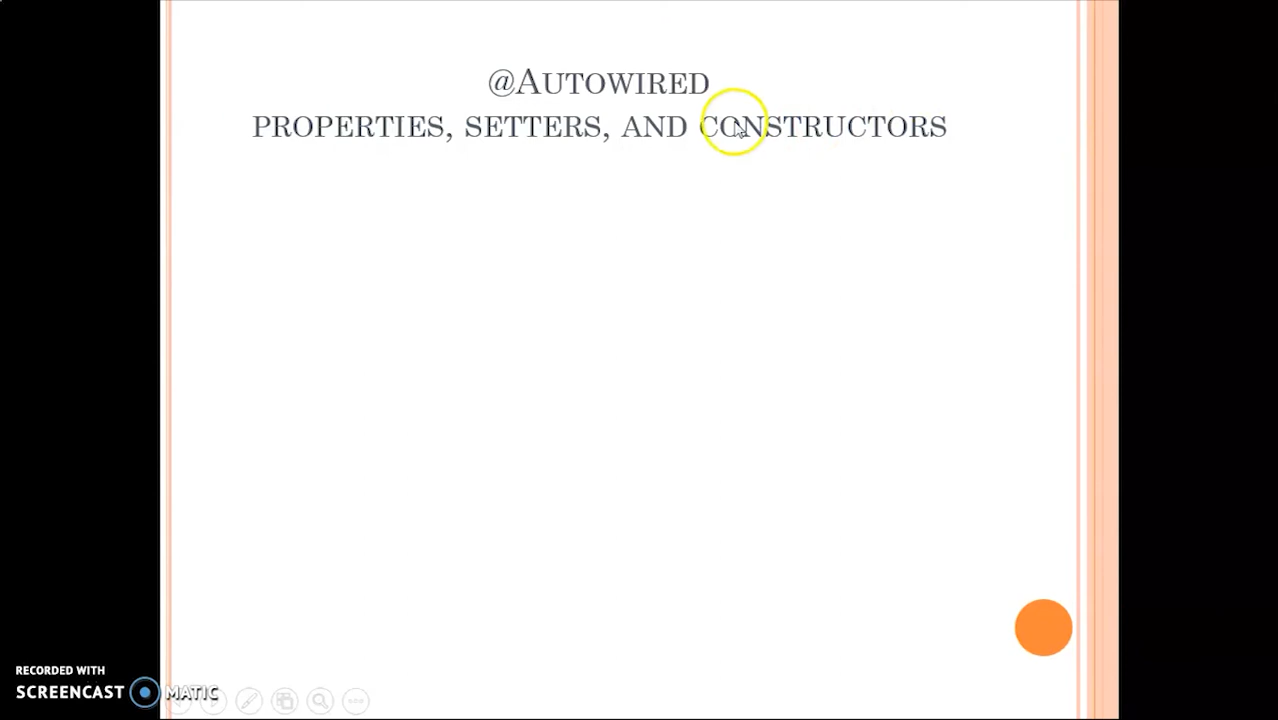 @AUTOWIRED
PROPERTIES, SETTERS, AND CONSTRUCTORS
RECORDED WITH
SCREENCAST MATIC